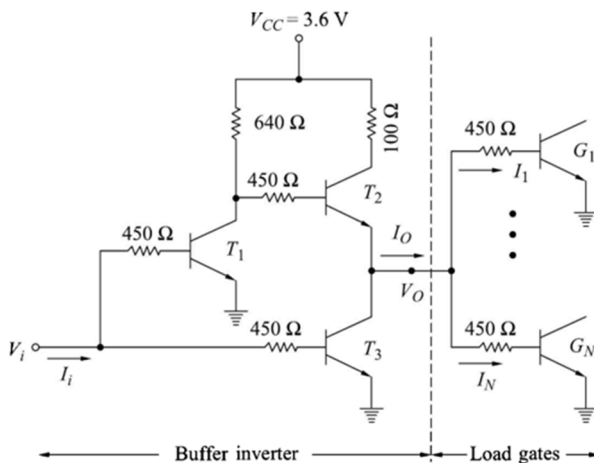 V_CC = 3.6 V
640 Ω
100 Ω
450 Ω
450 Ω
G_1
I_1
T_2
450 Ω
T_1
I_O
V_O
450 Ω
450 Ω
T_3
G_N
V_i
I_i
I_N
Buffer inverter
Load gates